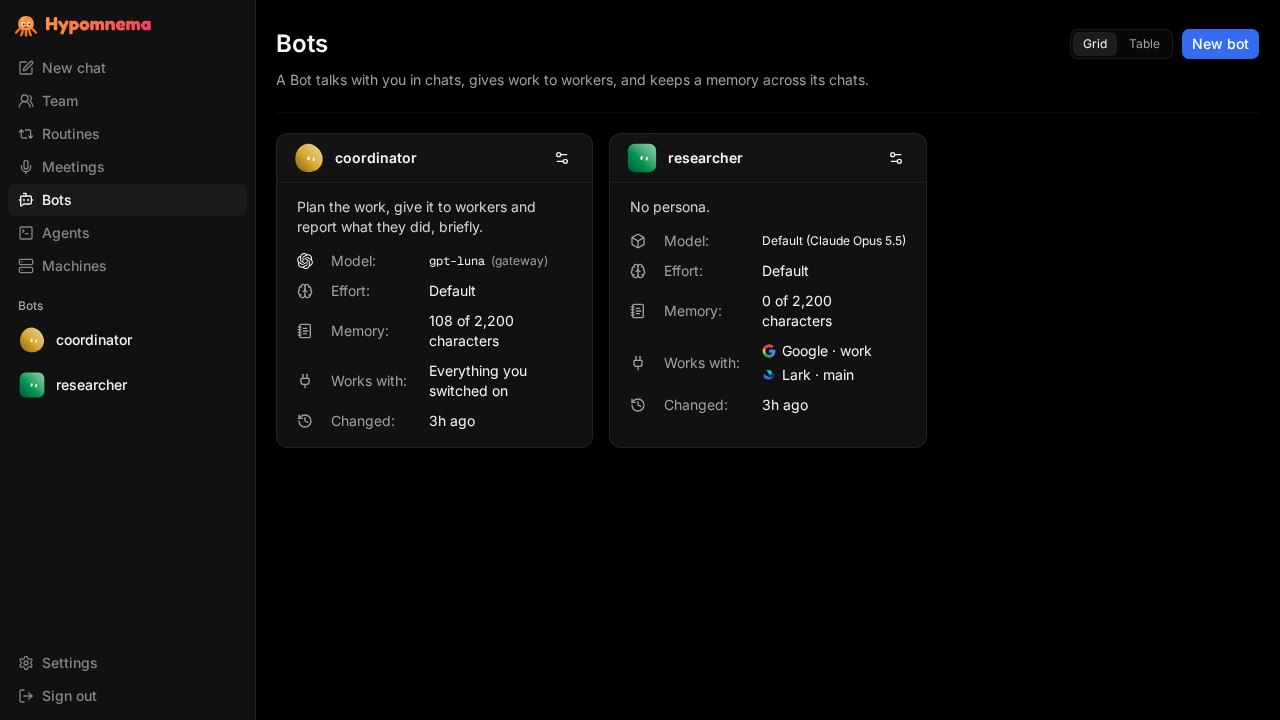 Hypomnema
New chat
Team
Routines
Meetings
Bots
Agents
Machines
Bots
coordinator
researcher
Settings
Sign out
Bots
Grid
Table
New bot
A Bot talks with you in chats, gives work to workers, and keeps a memory across its chats.
coordinator
Plan the work, give it to workers and
report what they did, briefly.
Model: gpt-luna (gateway)
Effort: Default
Memory: 108 of 2,200
characters
Works with: Everything you
switched on
Changed: 3h ago
researcher
No persona.
Model: Default (Claude Opus 5.5)
Effort: Default
Memory: 0 of 2,200
characters
Works with: Google · work
Lark · main
Changed: 3h ago